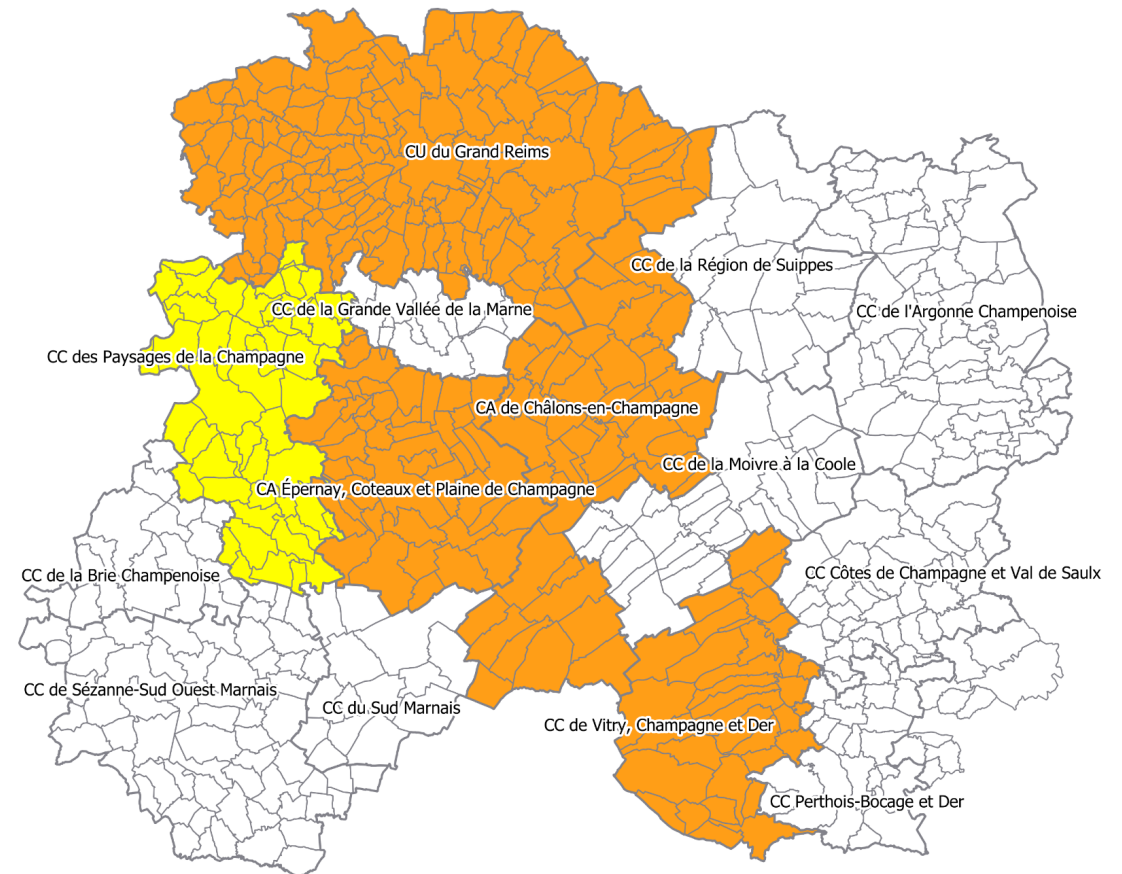 CU du Grand Reims
CC de la Région de Suippes
CC de la Grande Vallée de la Marne
CC de l'Argonne Champenoise
CC des Paysages de la Champagne
CA de Châlons-en-Champagne
CC de la Moivre à la Coole
CA Épernay, Coteaux et Plaine de Champagne
CC de la Brie Champenoise
CC Côtes de Champagne et Val de Saulx
CC de Sézanne-Sud Ouest Marnais
CC du Sud Marnais
CC de Vitry, Champagne et Der
CC Perthois-Bocage et Der